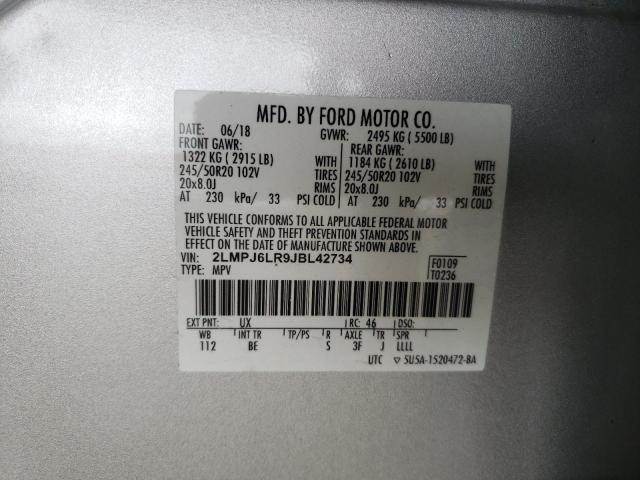 MFD. BY FORD MOTOR CO.
DATE: 06/18 GVWR: 2495 KG ( 5500 LB)
FRONT GAWR: REAR GAWR:
1322 KG ( 2915 LB) WITH 1184 KG ( 2610 LB) WITH
245/50R20 102V TIRES 245/50R20 102V TIRES
20x8.0J RIMS 20x8.0J RIMS
AT 230 kPa/ 33 PSI COLD AT 230 kPa/ 33 PSI COLD
THIS VEHICLE CONFORMS TO ALL APPLICABLE FEDERAL MOTOR
VEHICLE SAFETY AND THEFT PREVENTION STANDARDS IN
EFFECT ON THE DATE OF MANUFACTURE SHOWN ABOVE.
VIN: 2LMPJ6LR9JBL42734 F0109
TYPE: MPV T0236
EXT PNT: UX RC: 46 DSO:
WB INT TR TP/PS R AXLE TR SPR
112 BE S 3F J LLLL
UTC ▽ 5U5A-1520472-8A